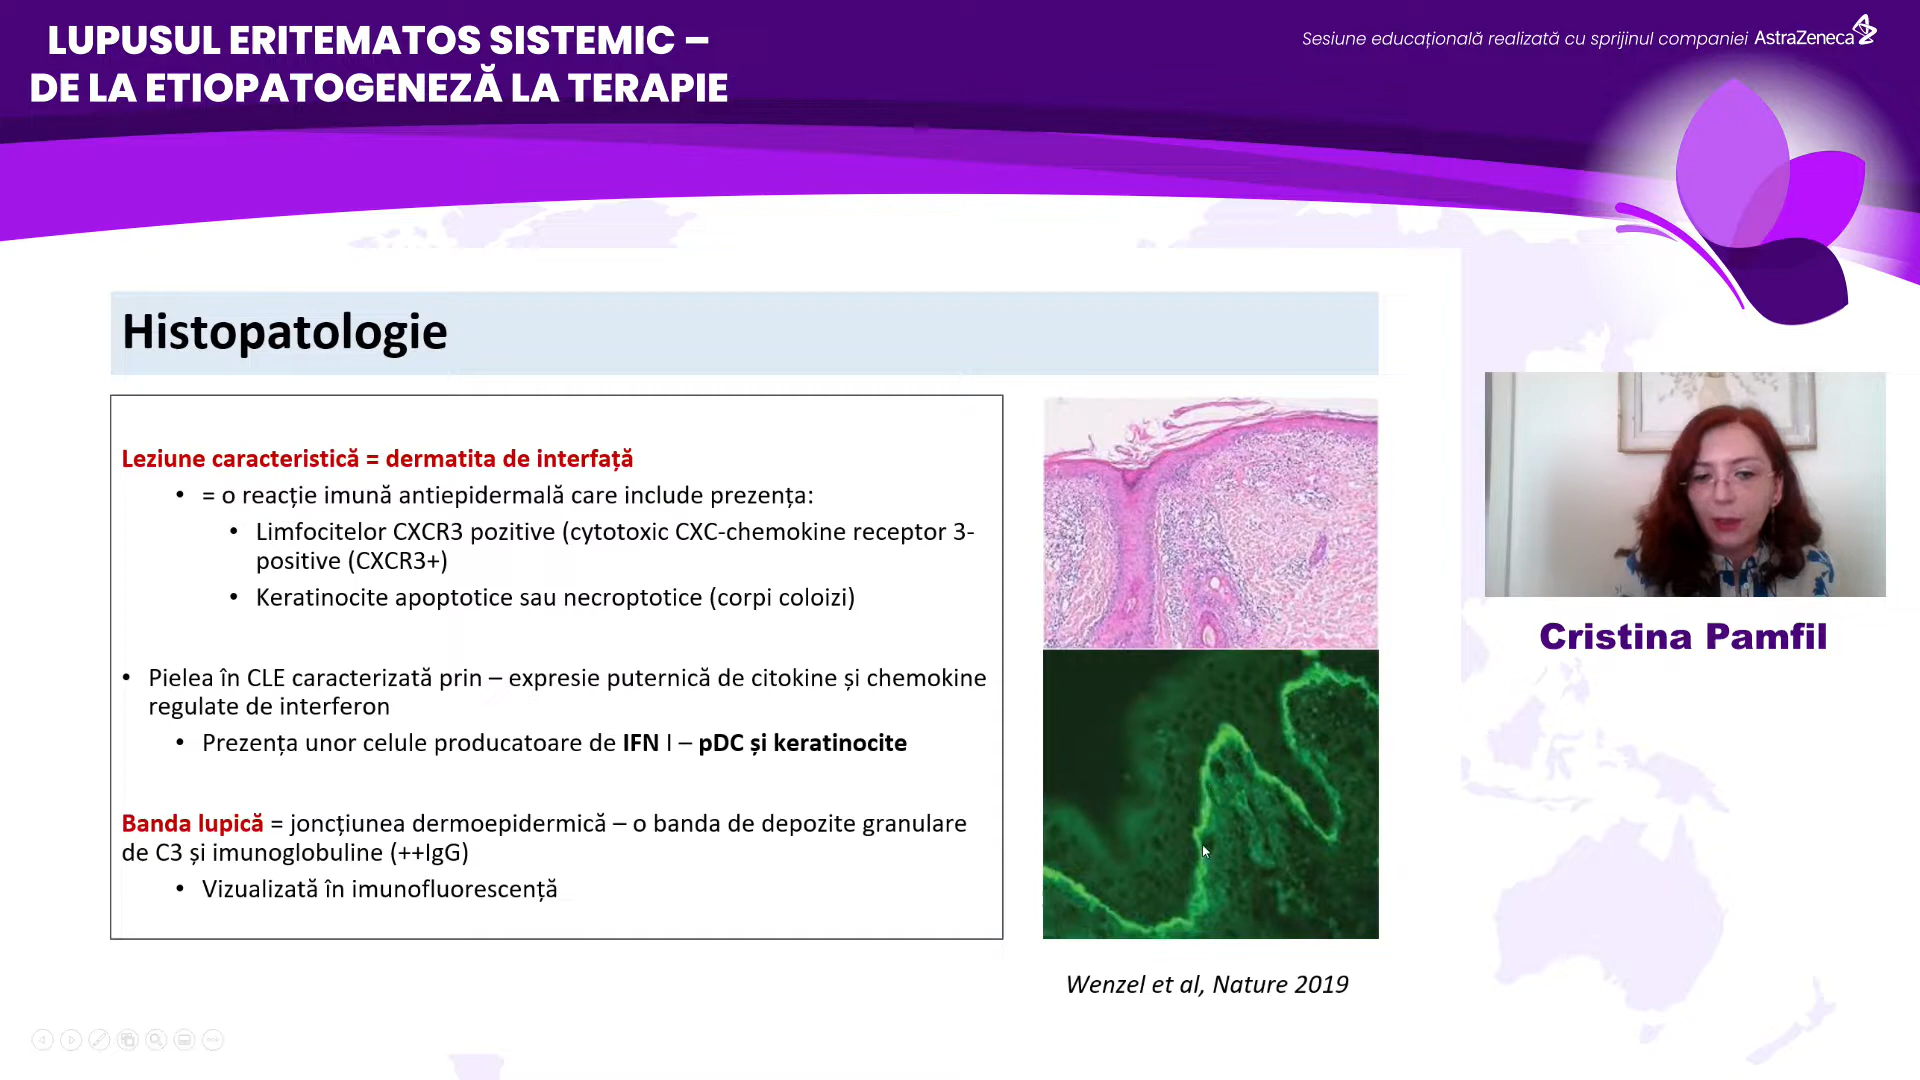 LUPUSUL ERITEMATOS SISTEMIC –
DE LA ETIOPATOGENEZĂ LA TERAPIE
Sesiune educațională realizată cu sprijinul companiei AstraZeneca
Histopatologie
Leziune caracteristică = dermatita de interfață
• = o reacție imună antiepidermală care include prezența:
• Limfocitelor CXCR3 pozitive (cytotoxic CXC-chemokine receptor 3-
positive (CXCR3+)
• Keratinocite apoptotice sau necroptotice (corpi coloizi)
• Pielea în CLE caracterizată prin – expresie puternică de citokine și chemokine
regulate de interferon
• Prezența unor celule producatoare de IFN I – pDC și keratinocite
Banda lupică = joncțiunea dermoepidermică – o banda de depozite granulare
de C3 și imunoglobuline (++IgG)
• Vizualizată în imunofluorescență
Wenzel et al, Nature 2019
Cristina Pamfil